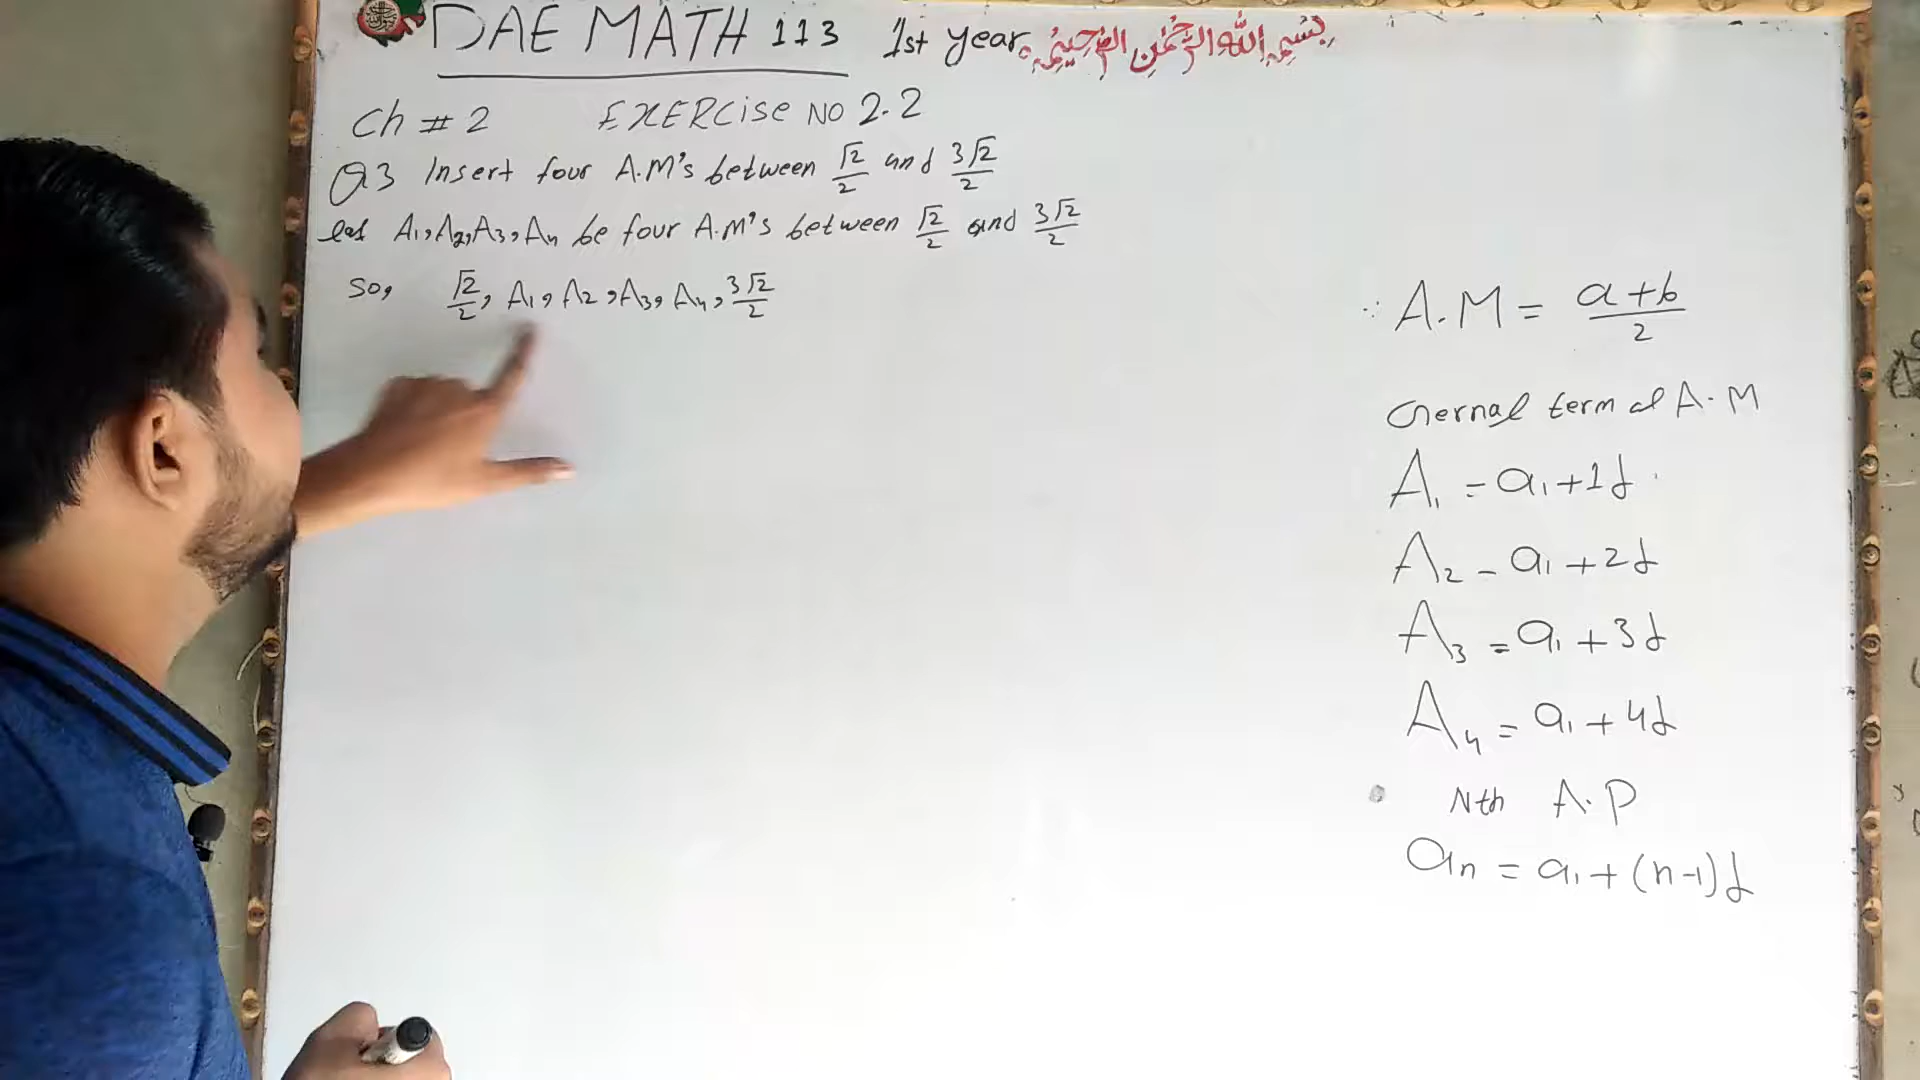 DAE MATH 113 1st year بِسْمِ اللهِ الرَّحْمٰنِ الرَّحِيْمِ
Ch # 2 EXERCise NO 2.2
Q3 Insert four A.M's between √2/2 and 3√2/2
let A₁, A₂, A₃, A₄ be four A.M's between √2/2 and 3√2/2
So, √2/2, A₁, A₂, A₃, A₄, 3√2/2
∵ A.M = a+b/2
Gernal term of A.M
A₁ = a₁+1d
A₂ = a₁+2d
A₃ = a₁+3d
A₄ = a₁+4d
Nth A.P
aₙ = a₁+(n-1)d